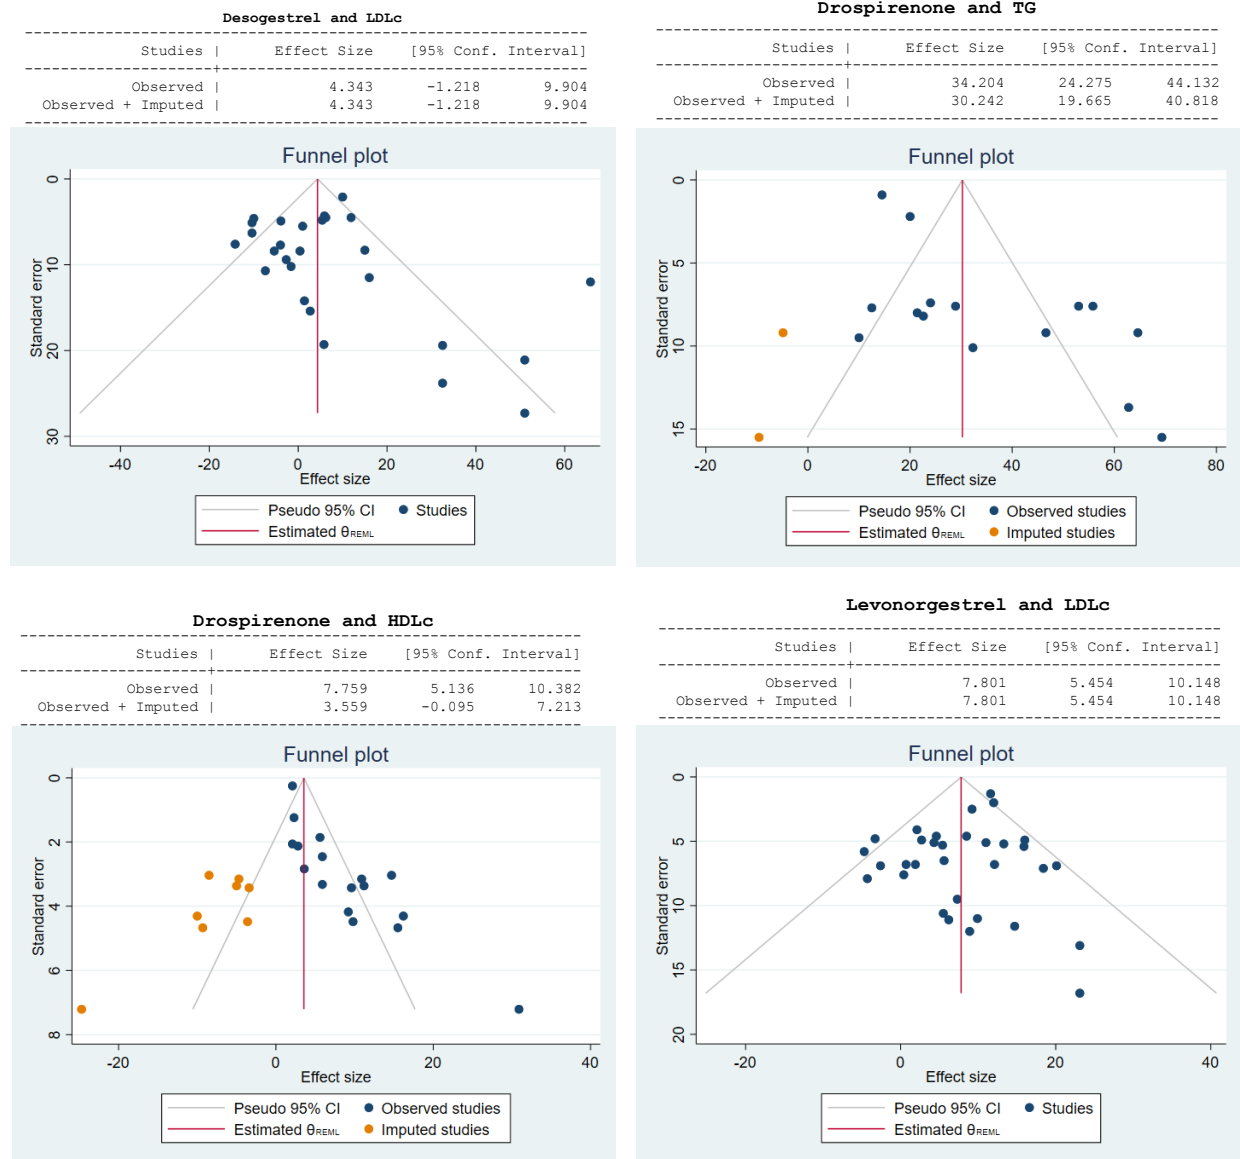 Desogestrel and LDLc
Studies | Effect Size [95% Conf. Interval]
Observed | 4.343 -1.218 9.904
Observed + Imputed | 4.343 -1.218 9.904
Funnel plot
0
10
20
30
Standard error
-40 -20 0 20 40 60
Effect size
Pseudo 95% CI Studies
Estimated θREML
Drospirenone and TG
Studies | Effect Size [95% Conf. Interval]
Observed | 34.204 24.275 44.132
Observed + Imputed | 30.242 19.665 40.818
Funnel plot
0
5
10
15
Standard error
-20 0 20 40 60 80
Effect size
Pseudo 95% CI Observed studies
Estimated θREML Imputed studies
Drospirenone and HDLc
Studies | Effect Size [95% Conf. Interval]
Observed | 7.759 5.136 10.382
Observed + Imputed | 3.559 -0.095 7.213
Funnel plot
0
2
4
6
8
Standard error
-20 0 20 40
Effect size
Pseudo 95% CI Observed studies
Estimated θREML Imputed studies
Levonorgestrel and LDLc
Studies | Effect Size [95% Conf. Interval]
Observed | 7.801 5.454 10.148
Observed + Imputed | 7.801 5.454 10.148
Funnel plot
0
5
10
15
20
Standard error
-20 0 20 40
Effect size
Pseudo 95% CI Studies
Estimated θREML